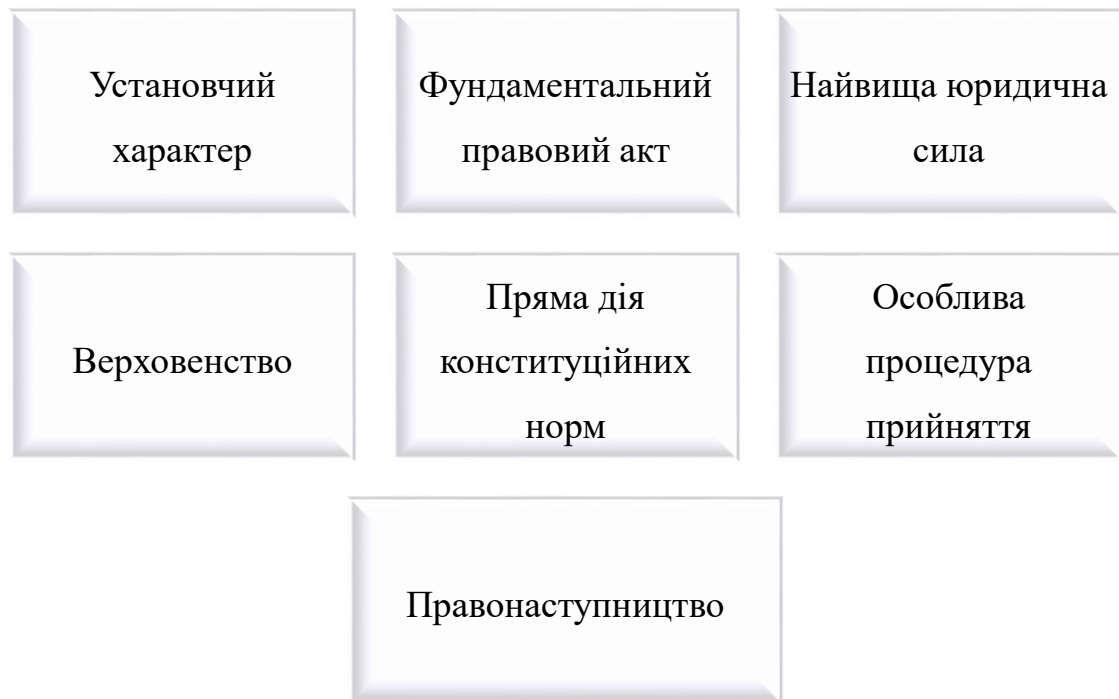 Установчий
характер
Фундаментальний
правовий акт
Найвища юридична
сила
Верховенство
Пряма дія
конституційних
норм
Особлива
процедура
прийняття
Правонаступництво